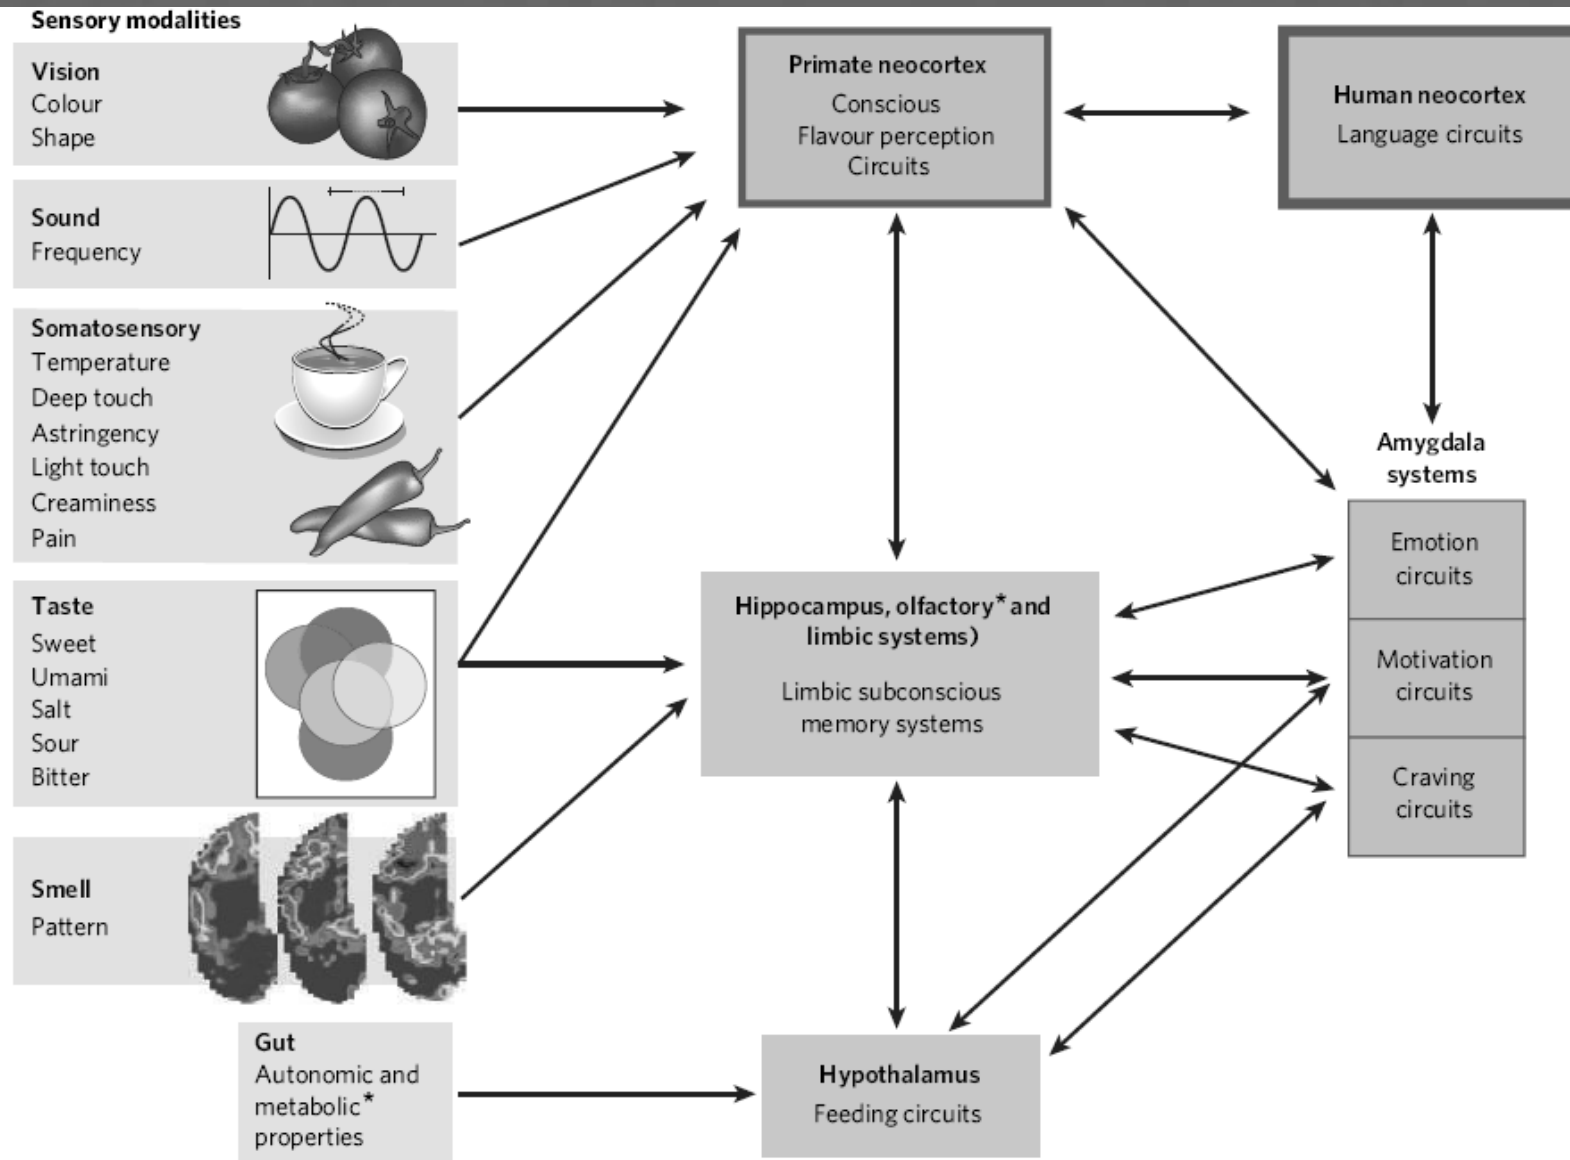 Sensory modalities
Vision
Colour
Shape
Sound
Frequency
Somatosensory
Temperature
Deep touch
Astringency
Light touch
Creaminess
Pain
Taste
Sweet
Umami
Salt
Sour
Bitter
Smell
Pattern
Gut
Autonomic and
metabolic*
properties
Primate neocortex
Conscious
Flavour perception
Circuits
Hippocampus, olfactory* and
limbic systems)
Limbic subconscious
memory systems
Hypothalamus
Feeding circuits
Human neocortex
Language circuits
Amygdala
systems
Emotion
circuits
Motivation
circuits
Craving
circuits